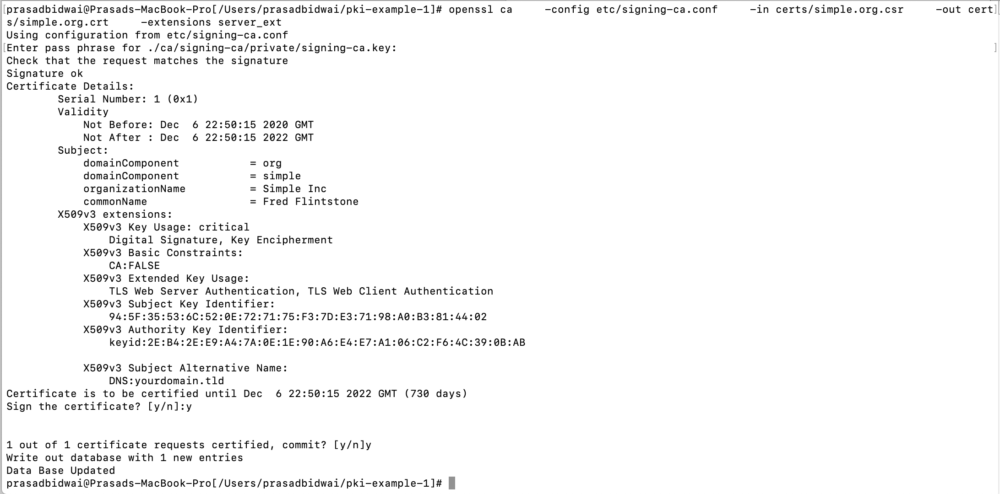 [prasadbidwai@Prasads-MacBook-Pro[/Users/prasadbidwai/pki-example-1]# openssl ca     -config etc/signing-ca.conf     -in certs/simple.org.csr     -out cert]
s/simple.org.crt     -extensions server_ext
Using configuration from etc/signing-ca.conf
[Enter pass phrase for ./ca/signing-ca/private/signing-ca.key: ]
Check that the request matches the signature
Signature ok
Certificate Details:
        Serial Number: 1 (0x1)
        Validity
            Not Before: Dec  6 22:50:15 2020 GMT
            Not After : Dec  6 22:50:15 2022 GMT
        Subject:
            domainComponent           = org
            domainComponent           = simple
            organizationName          = Simple Inc
            commonName                = Fred Flintstone
        X509v3 extensions:
            X509v3 Key Usage: critical
                Digital Signature, Key Encipherment
            X509v3 Basic Constraints:
                CA:FALSE
            X509v3 Extended Key Usage:
                TLS Web Server Authentication, TLS Web Client Authentication
            X509v3 Subject Key Identifier:
                94:5F:35:53:6C:52:0E:72:71:75:F3:7D:E3:71:98:A0:B3:81:44:02
            X509v3 Authority Key Identifier:
                keyid:2E:B4:2E:E9:A4:7A:0E:1E:90:A6:E4:E7:A1:06:C2:F6:4C:39:0B:AB

            X509v3 Subject Alternative Name:
                DNS:yourdomain.tld
Certificate is to be certified until Dec  6 22:50:15 2022 GMT (730 days)
Sign the certificate? [y/n]:y


1 out of 1 certificate requests certified, commit? [y/n]y
Write out database with 1 new entries
Data Base Updated
prasadbidwai@Prasads-MacBook-Pro[/Users/prasadbidwai/pki-example-1]#